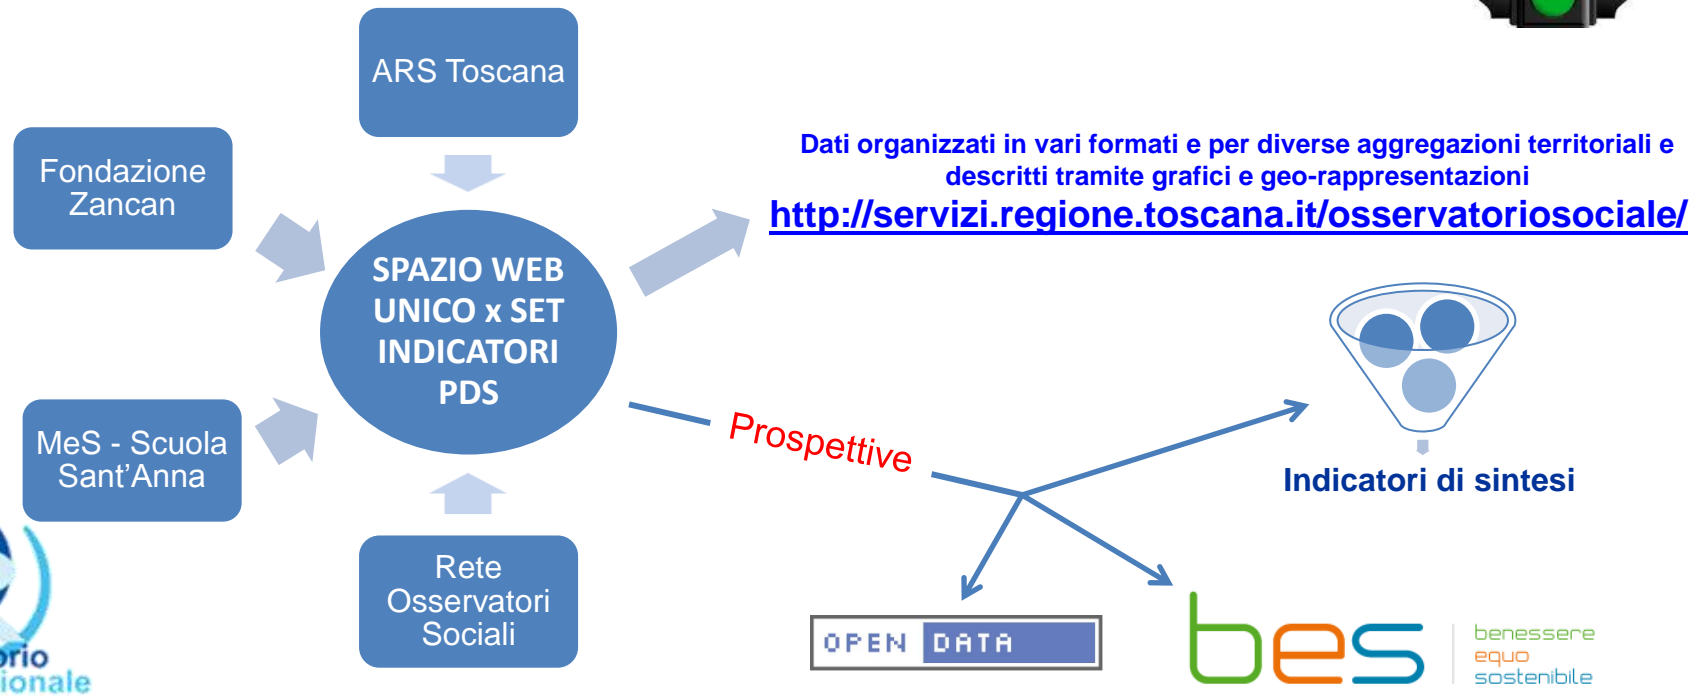 ARS Toscana
Fondazione
Zancan
Dati organizzati in vari formati e per diverse aggregazioni territoriali e
descritti tramite grafici e geo-rappresentazioni
http://servizi.regione.toscana.it/osservatoriosociale/
SPAZIO WEB
UNICO x SET
INDICATORI
PDS
MeS - Scuola
Sant'Anna
Prospettive
Indicatori di sintesi
Rete
Osservatori
Sociali
OPEN DATA
bes
benessere
equo
sostenibile